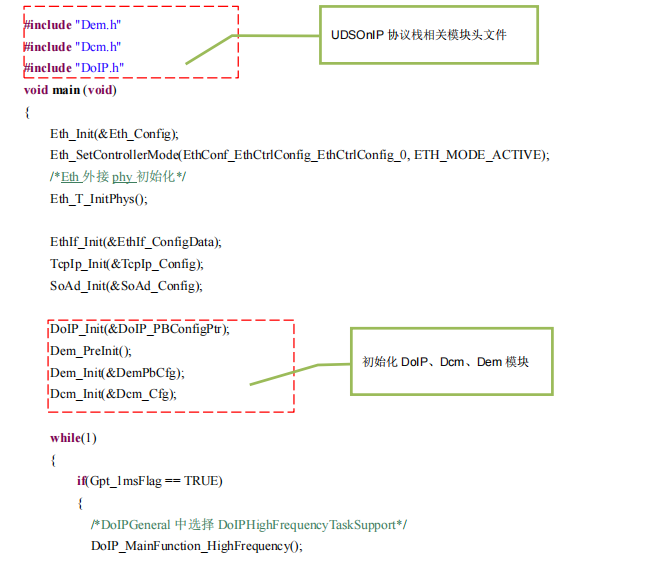 #include "Dem.h"
#include "Dem.h"
#include "DoIP.h"
UDSOnIP 协议栈相关模块头文件
void main (void)
{
Eth_Init(&Eth_Config);
Eth_SetControllerMode(EthConf_EthCtrlConfig_EthCtrlConfig_0, ETH_MODE_ACTIVE);
/*Eth 外接 phy 初始化*/
Eth_T_InitPhys();
EthIf_Init(&EthIf_ConfigData);
TcpIp_Init(&TcpIp_Config);
SoAd_Init(&SoAd_Config);
DoIP_Init(&DoIP_PBConfigPtr);
Dem_PreInit();
Dem_Init(&DemPbCfg);
Dcm_Init(&Dcm_Cfg);
初始化 DoIP、Dcm、Dem 模块
while(1)
{
if(Gpt_1msFlag == TRUE)
{
/*DoIPGeneral 中选择 DoIPHighFrequencyTaskSupport*/
DoIP_MainFunction_HighFrequency();